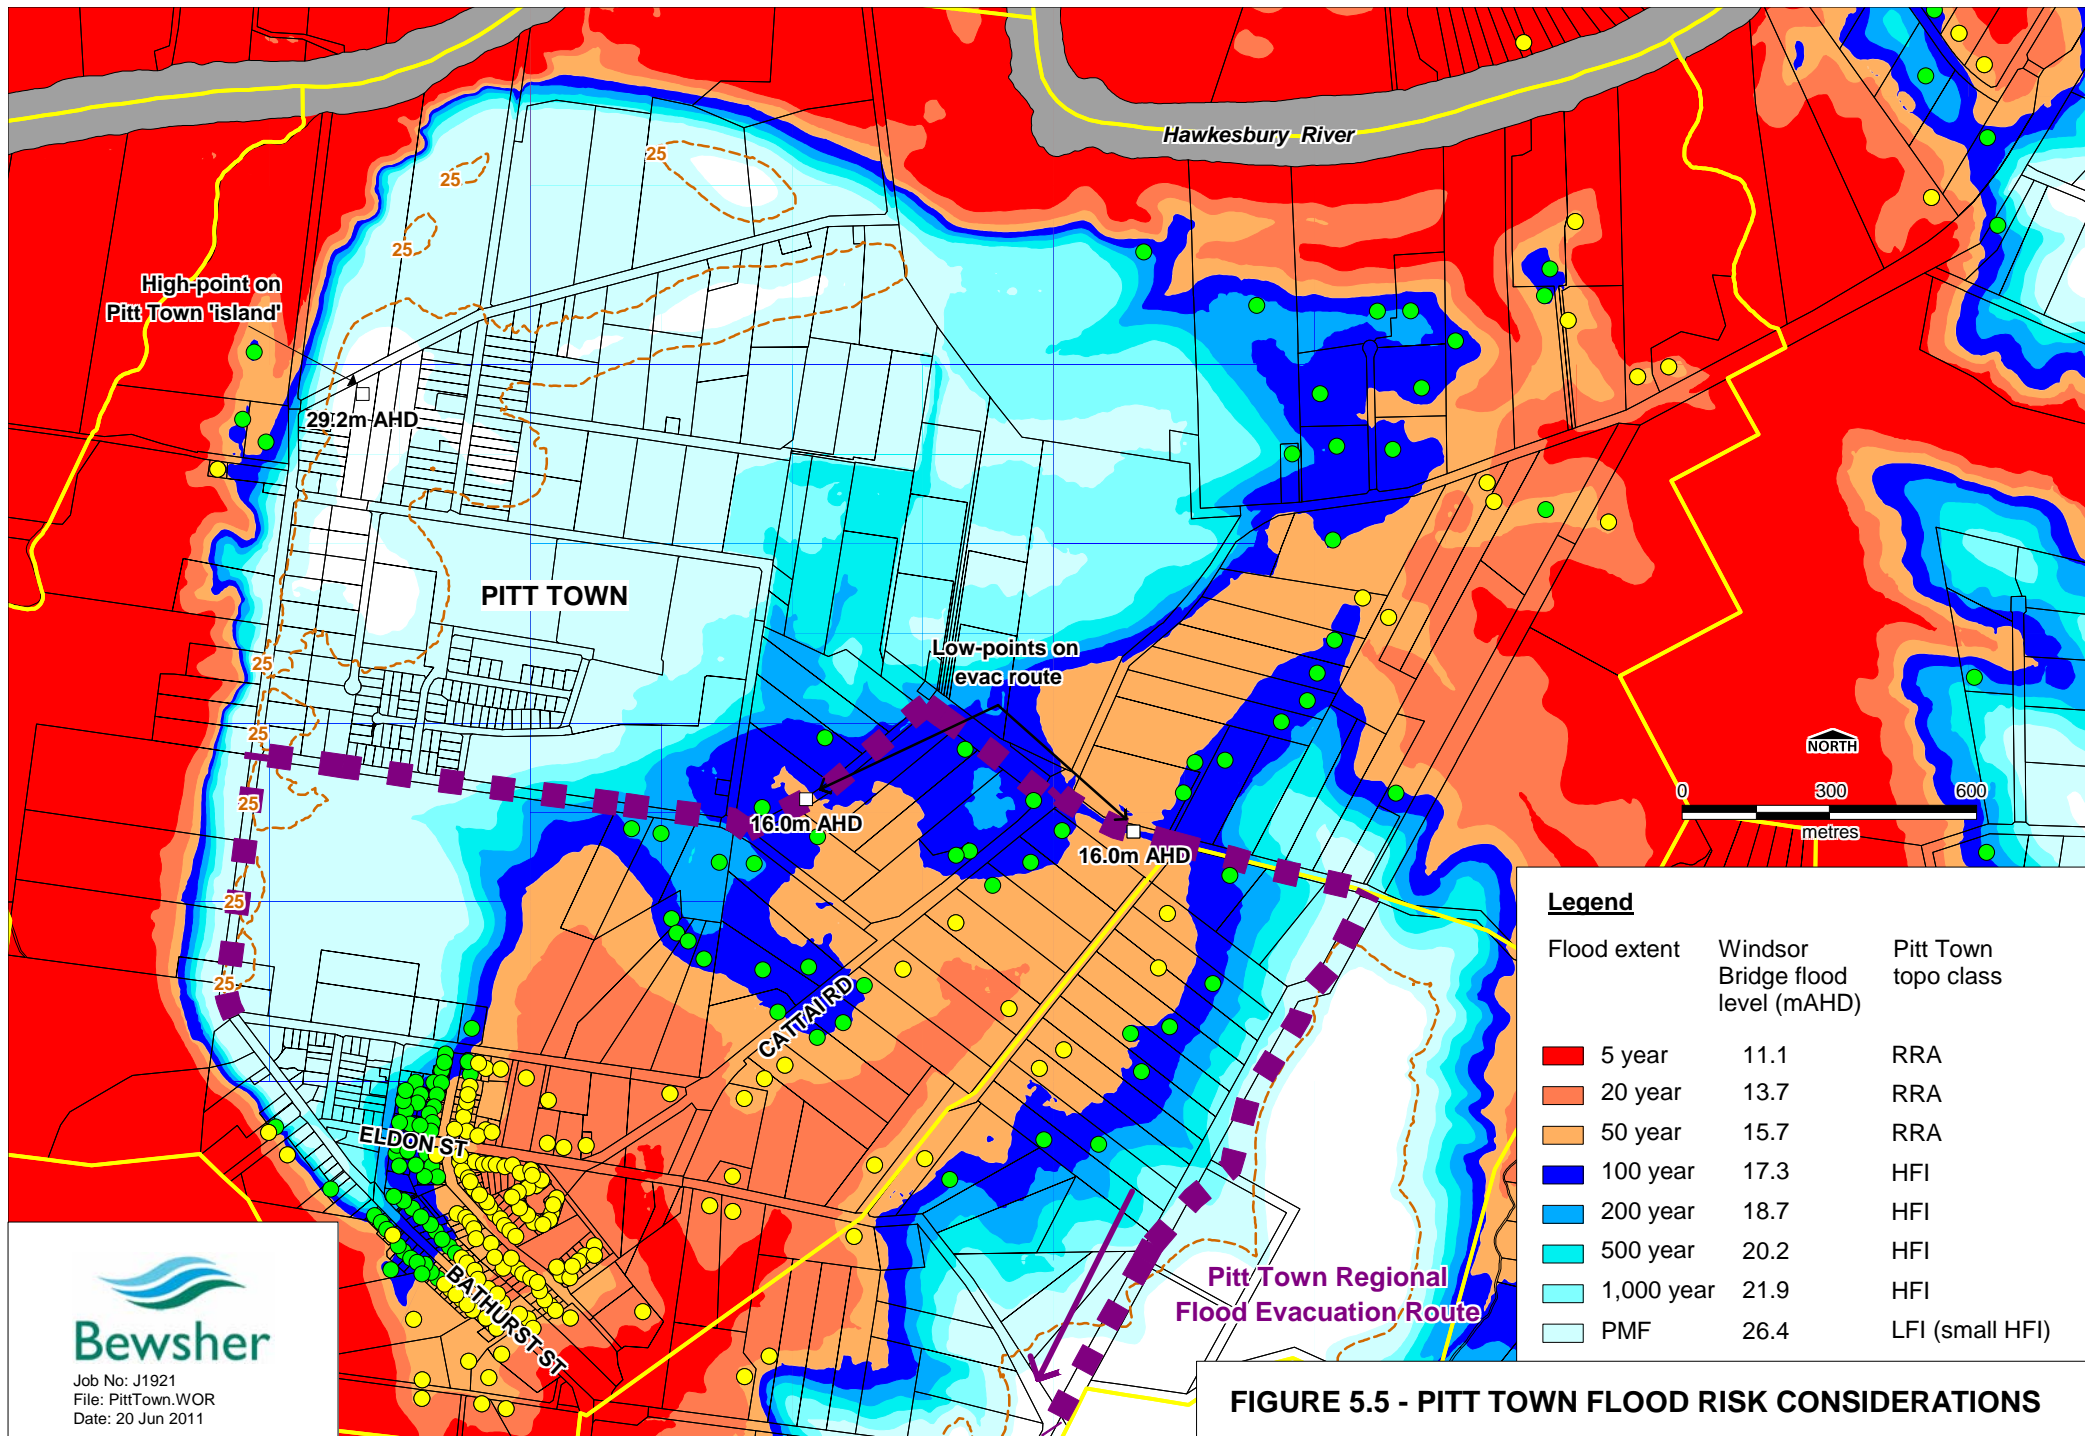 Hawkesbury River
25
25
25
High-point on
Pitt Town 'island'
29.2m AHD
PITT TOWN
Low-points on
evac route
25
25
25
25
25
16.0m AHD
16.0m AHD
NORTH
0 300 600
metres
CATTAI RD
ELDON ST
BATHURST ST
Pitt Town Regional
Flood Evacuation Route
Legend
Flood extent Windsor Bridge flood level (mAHD) Pitt Town topo class
5 year 11.1 RRA
20 year 13.7 RRA
50 year 15.7 RRA
100 year 17.3 HFI
200 year 18.7 HFI
500 year 20.2 HFI
1,000 year 21.9 HFI
PMF 26.4 LFI (small HFI)
Bewsher
Job No: J1921
File: PittTown.WOR
Date: 20 Jun 2011
FIGURE 5.5 - PITT TOWN FLOOD RISK CONSIDERATIONS